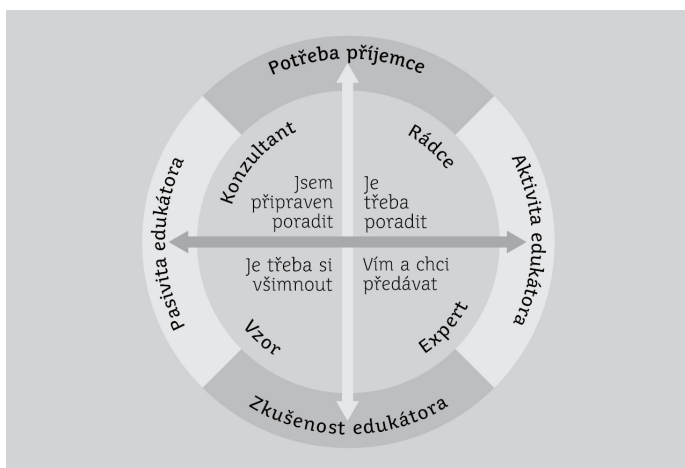 Potřeba příjemce
Konzultant
Rádce
Pasivita edukátora
Aktivita edukátora
Jsem
připraven
poradit
Je
třeba
poradit
Je třeba si
všimnout
Vím a chci
předávat
Vzor
Expert
Zkušenost edukátora